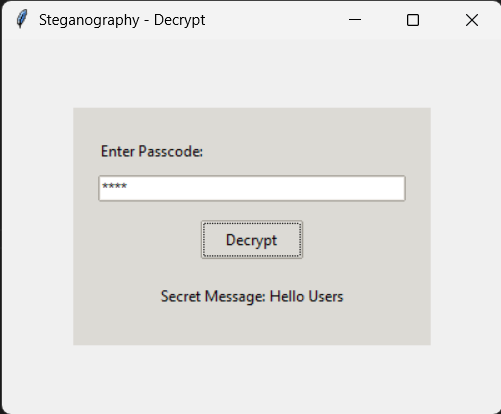 Steganography - Decrypt
Enter Passcode:
****
Decrypt
Secret Message: Hello Users